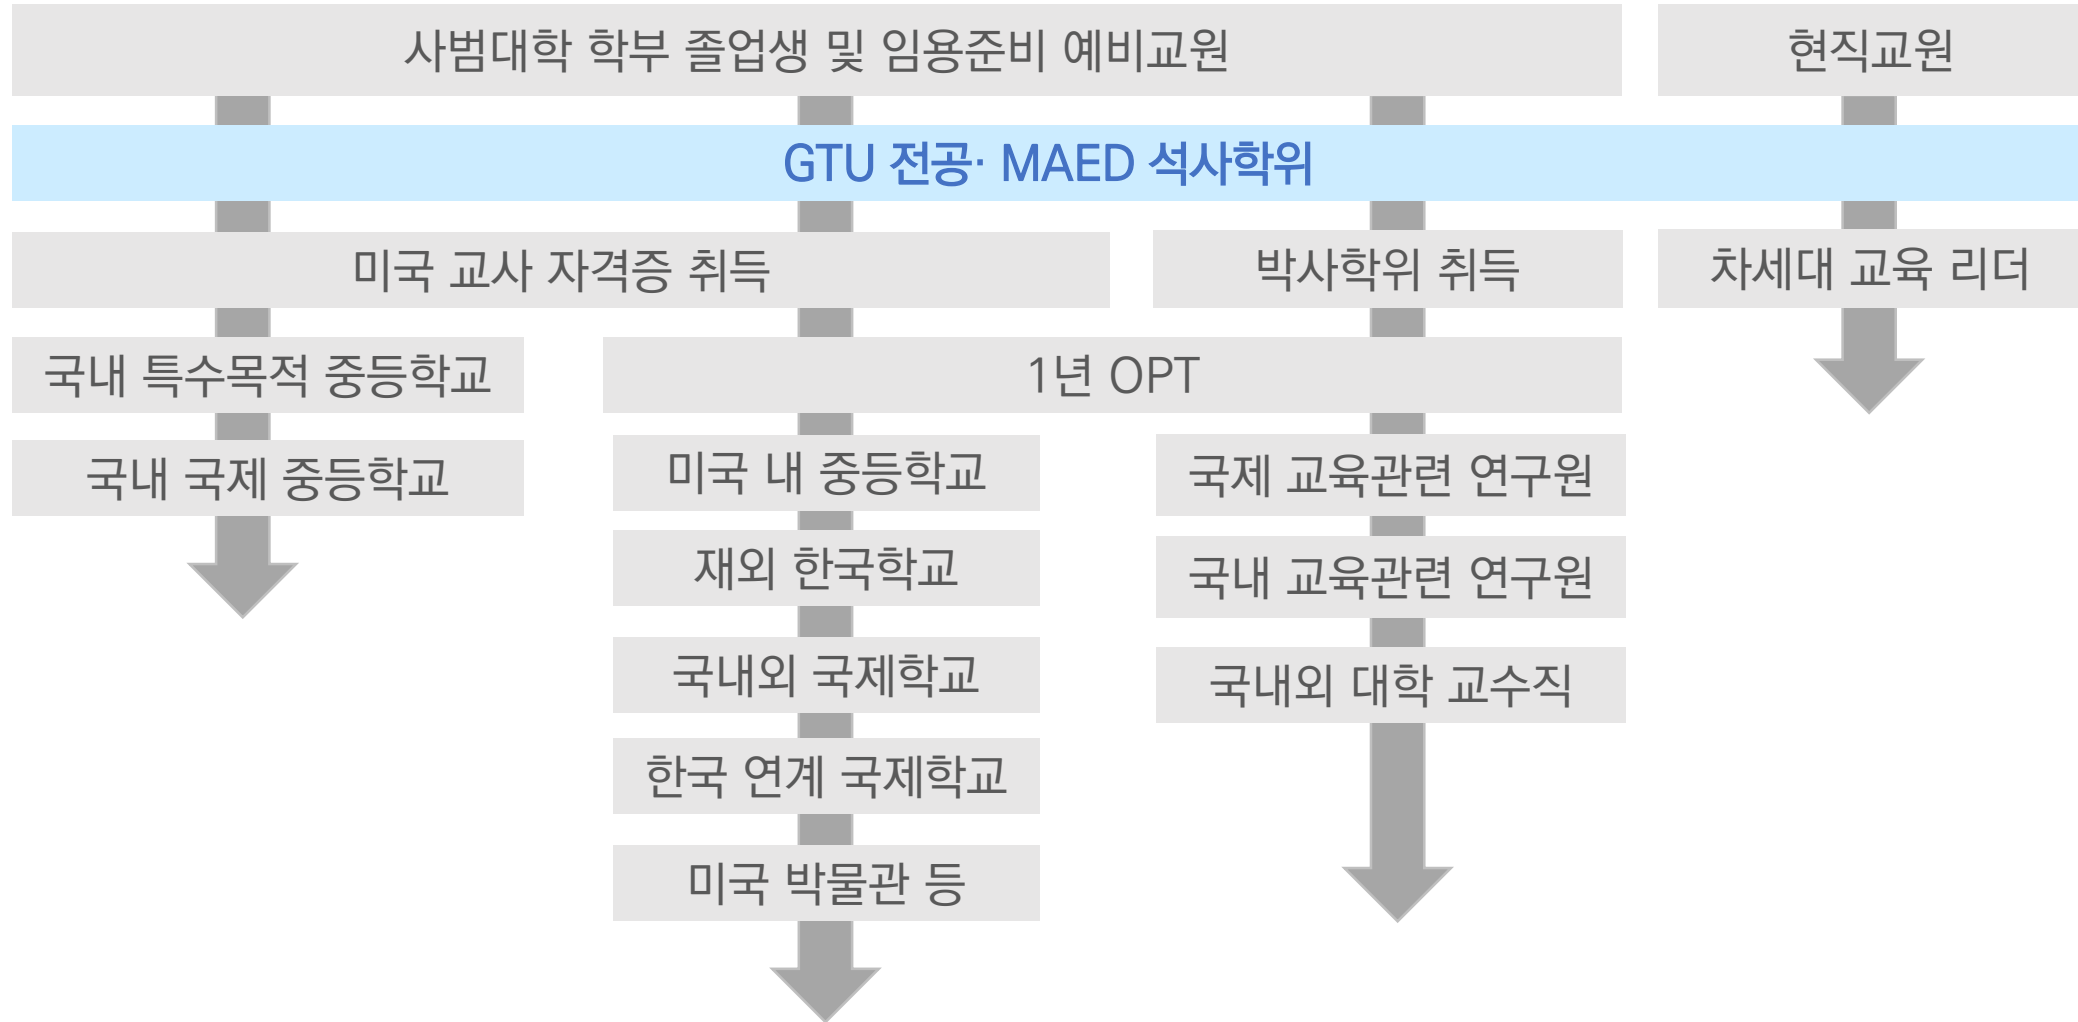 사범대학 학부 졸업생 및 임용준비 예비교원
현직교원
GTU 전공· MAED 석사학위
미국 교사 자격증 취득
박사학위 취득
차세대 교육 리더
국내 특수목적 중등학교
1년 OPT
국내 국제 중등학교
미국 내 중등학교
국제 교육관련 연구원
재외 한국학교
국내 교육관련 연구원
국내외 국제학교
국내외 대학 교수직
한국 연계 국제학교
미국 박물관 등